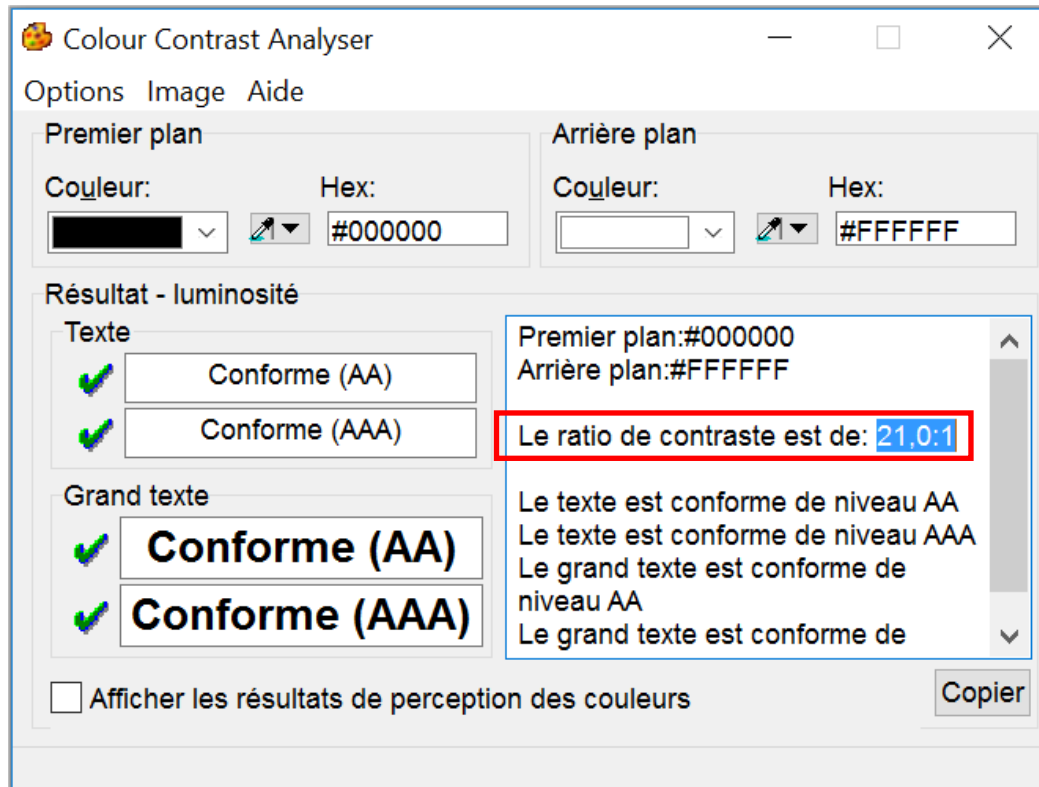 Colour Contrast Analyser
Options Image Aide
Premier plan
Couleur:
Hex:
#000000
Arrière plan
Couleur:
Hex:
#FFFFFF
Résultat - luminosité
Texte
Conforme (AA)
Conforme (AAA)
Grand texte
Conforme (AA)
Conforme (AAA)
Premier plan:#000000
Arrière plan:#FFFFFF
Le ratio de contraste est de: 21,0:1
Le texte est conforme de niveau AA
Le texte est conforme de niveau AAA
Le grand texte est conforme de
niveau AA
Le grand texte est conforme de
Afficher les résultats de perception des couleurs
Copier